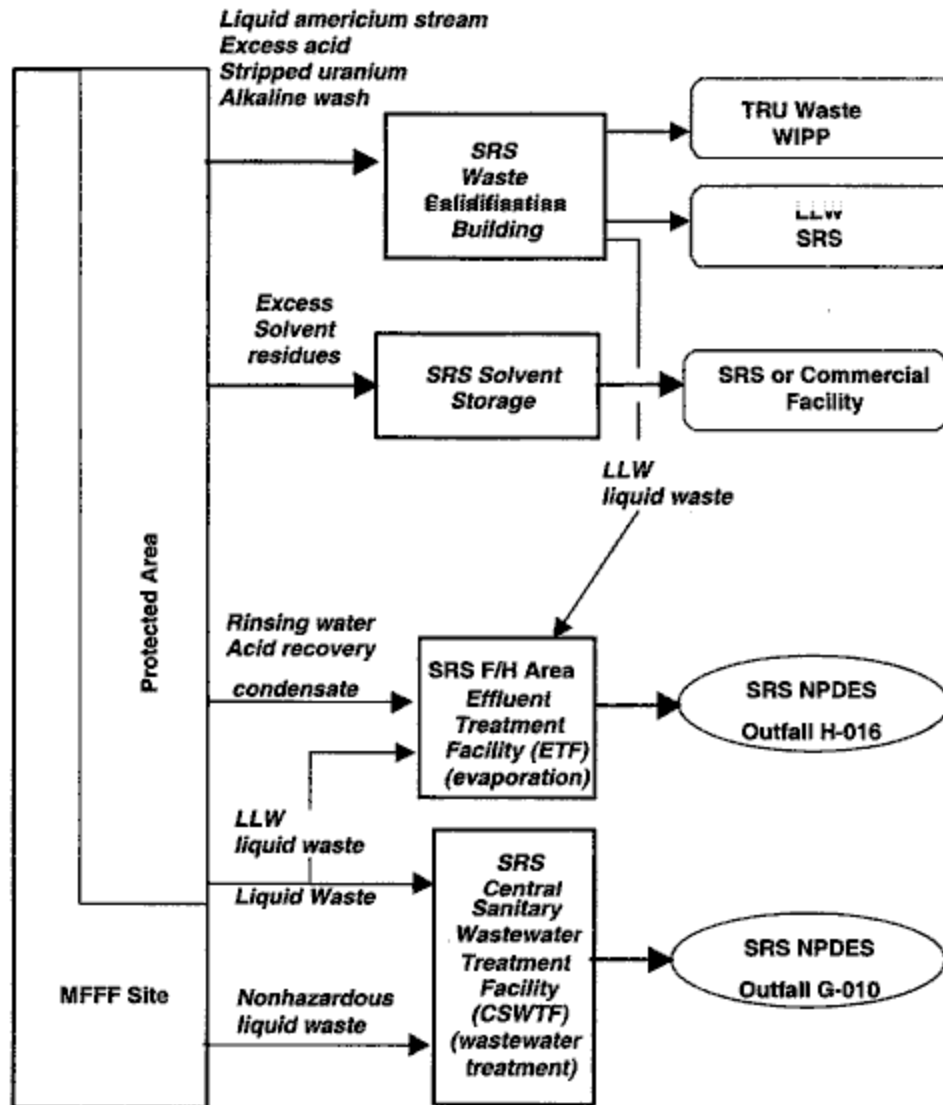 Liquid americium stream
Excess acid
Stripped uranium
Alkaline wash
SRS
Waste
Building
TRU Waste
WIPP
LLW
SRS
Excess
Solvent
residues
SRS Solvent
Storage
SRS or Commercial
Facility
LLW
liquid waste
Protected Area
Rinsing water
Acid recovery
condensate
SRS F/H Area
Effluent
Treatment
Facility (ETF)
(evaporation)
SRS NPDES
Outfall H-016
LLW
liquid waste
Liquid Waste
SRS
Central
Sanitary
Wastewater
Treatment
Facility
(CSWTF)
(wastewater
treatment)
SRS NPDES
Outfall G-010
MFFF Site
Nonhazardous
liquid waste